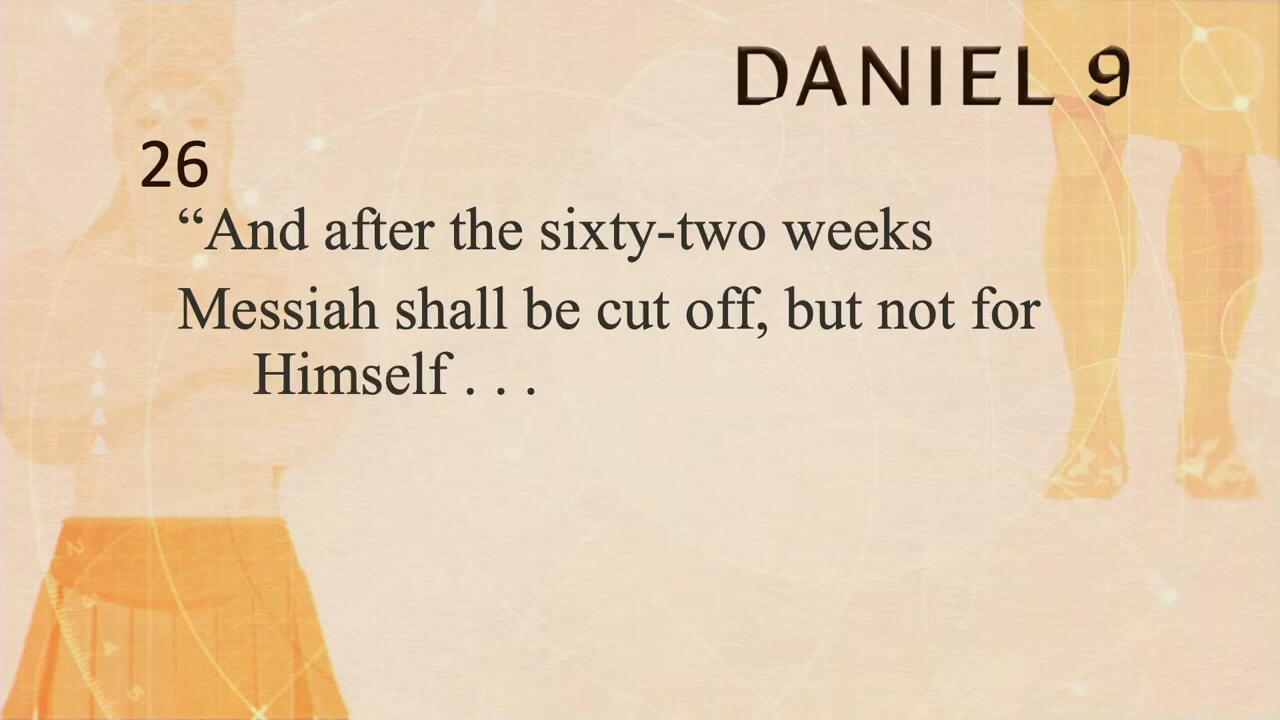 DANIEL 9
26
“And after the sixty-two weeks
Messiah shall be cut off, but not for
Himself . . .